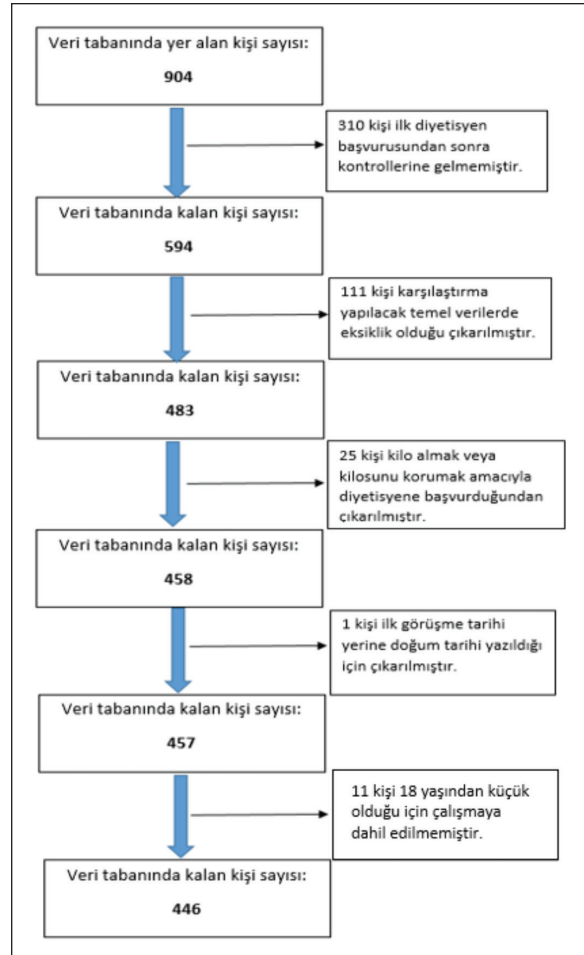 Veri tabanında yer alan kişi sayısı:
904
310 kişi ilk diyetisyen
başvurusundan sonra
kontrollerine gelmemiştir.
Veri tabanında kalan kişi sayısı:
594
111 kişi karşılaştırma
yapılacak temel verilerde
eksiklik olduğu çıkarılmıştır.
Veri tabanında kalan kişi sayısı:
483
25 kişi kilo almak veya
kilosunu korumak amacıyla
diyetisyene başvurduğundan
çıkarılmıştır.
Veri tabanında kalan kişi sayısı:
458
1 kişi ilk görüşme tarihi
yerine doğum tarihi yazıldığı
için çıkarılmıştır.
Veri tabanında kalan kişi sayısı:
457
11 kişi 18 yaşından küçük
olduğu için çalışmaya
dahil edilmemiştir.
Veri tabanında kalan kişi sayısı:
446